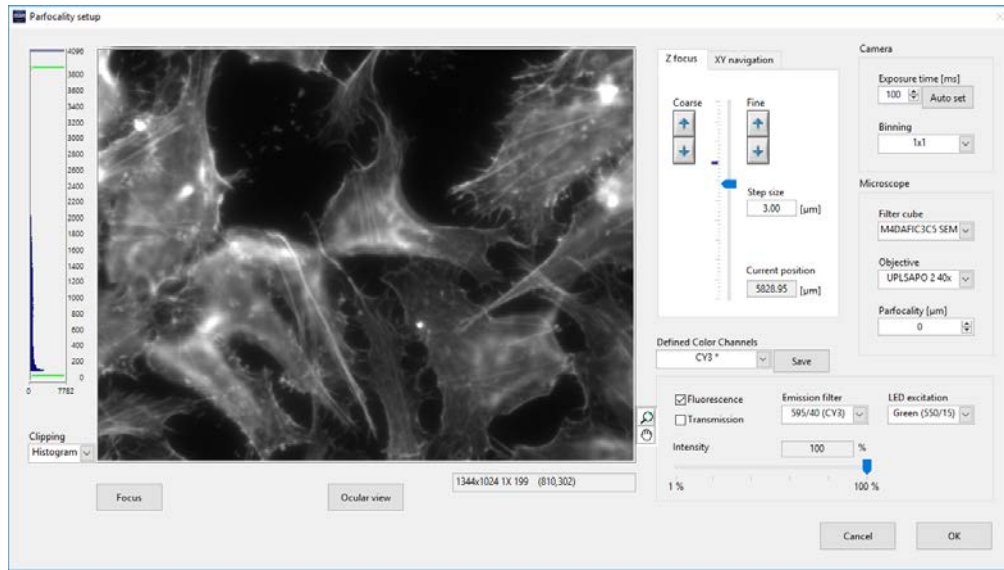 Parfocality setup
4096
3800
3600
3400
3200
3000
2800
2600
2400
2200
2000
1800
1600
1400
1200
1000
800
600
400
200
0
0 7782
Clipping
Histogram
Focus
Ocular view
1344x1024 1X 199 (810,302)
Z focus XY navigation
Coarse Fine
Step size
3.00 [µm]
Current position
5828.95 [µm]
Camera
Exposure time [ms]
100 Auto set
Binning
1x1
Microscope
Filter cube
M4DAFIC3C5 SEM
Objective
UPLSAPO 2 40x
Parfocality [µm]
0
Defined Color Channels
CY3 * Save
Fluorescence
Transmission
Emission filter
595/40 (CY3)
LED excitation
Green (550/15)
Intensity 100 %
1 % 100 %
Cancel OK